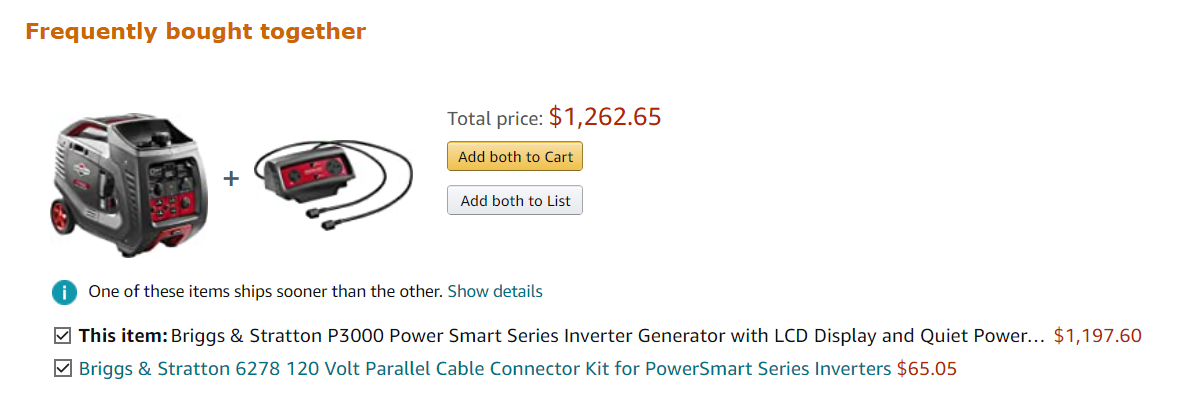 Frequently bought together
Total price: $1,262.65
Add both to Cart
Add both to List
One of these items ships sooner than the other. Show details
This item: Briggs & Stratton P3000 Power Smart Series Inverter Generator with LCD Display and Quiet Power... $1,197.60
Briggs & Stratton 6278 120 Volt Parallel Cable Connector Kit for PowerSmart Series Inverters $65.05